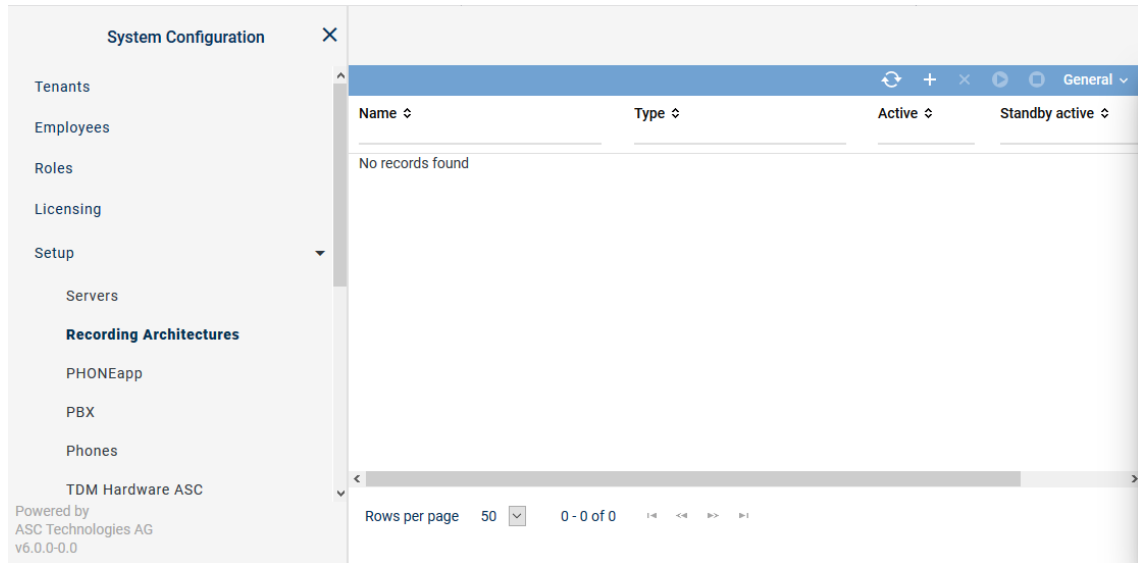 System Configuration
Tenants
Employees
Roles
Licensing
Setup
Servers
Recording Architectures
PHONEapp
PBX
Phones
TDM Hardware ASC
Powered by
ASC Technologies AG
v6.0.0-0.0
General
Name Type Active Standby active
No records found
Rows per page 50 0 - 0 of 0